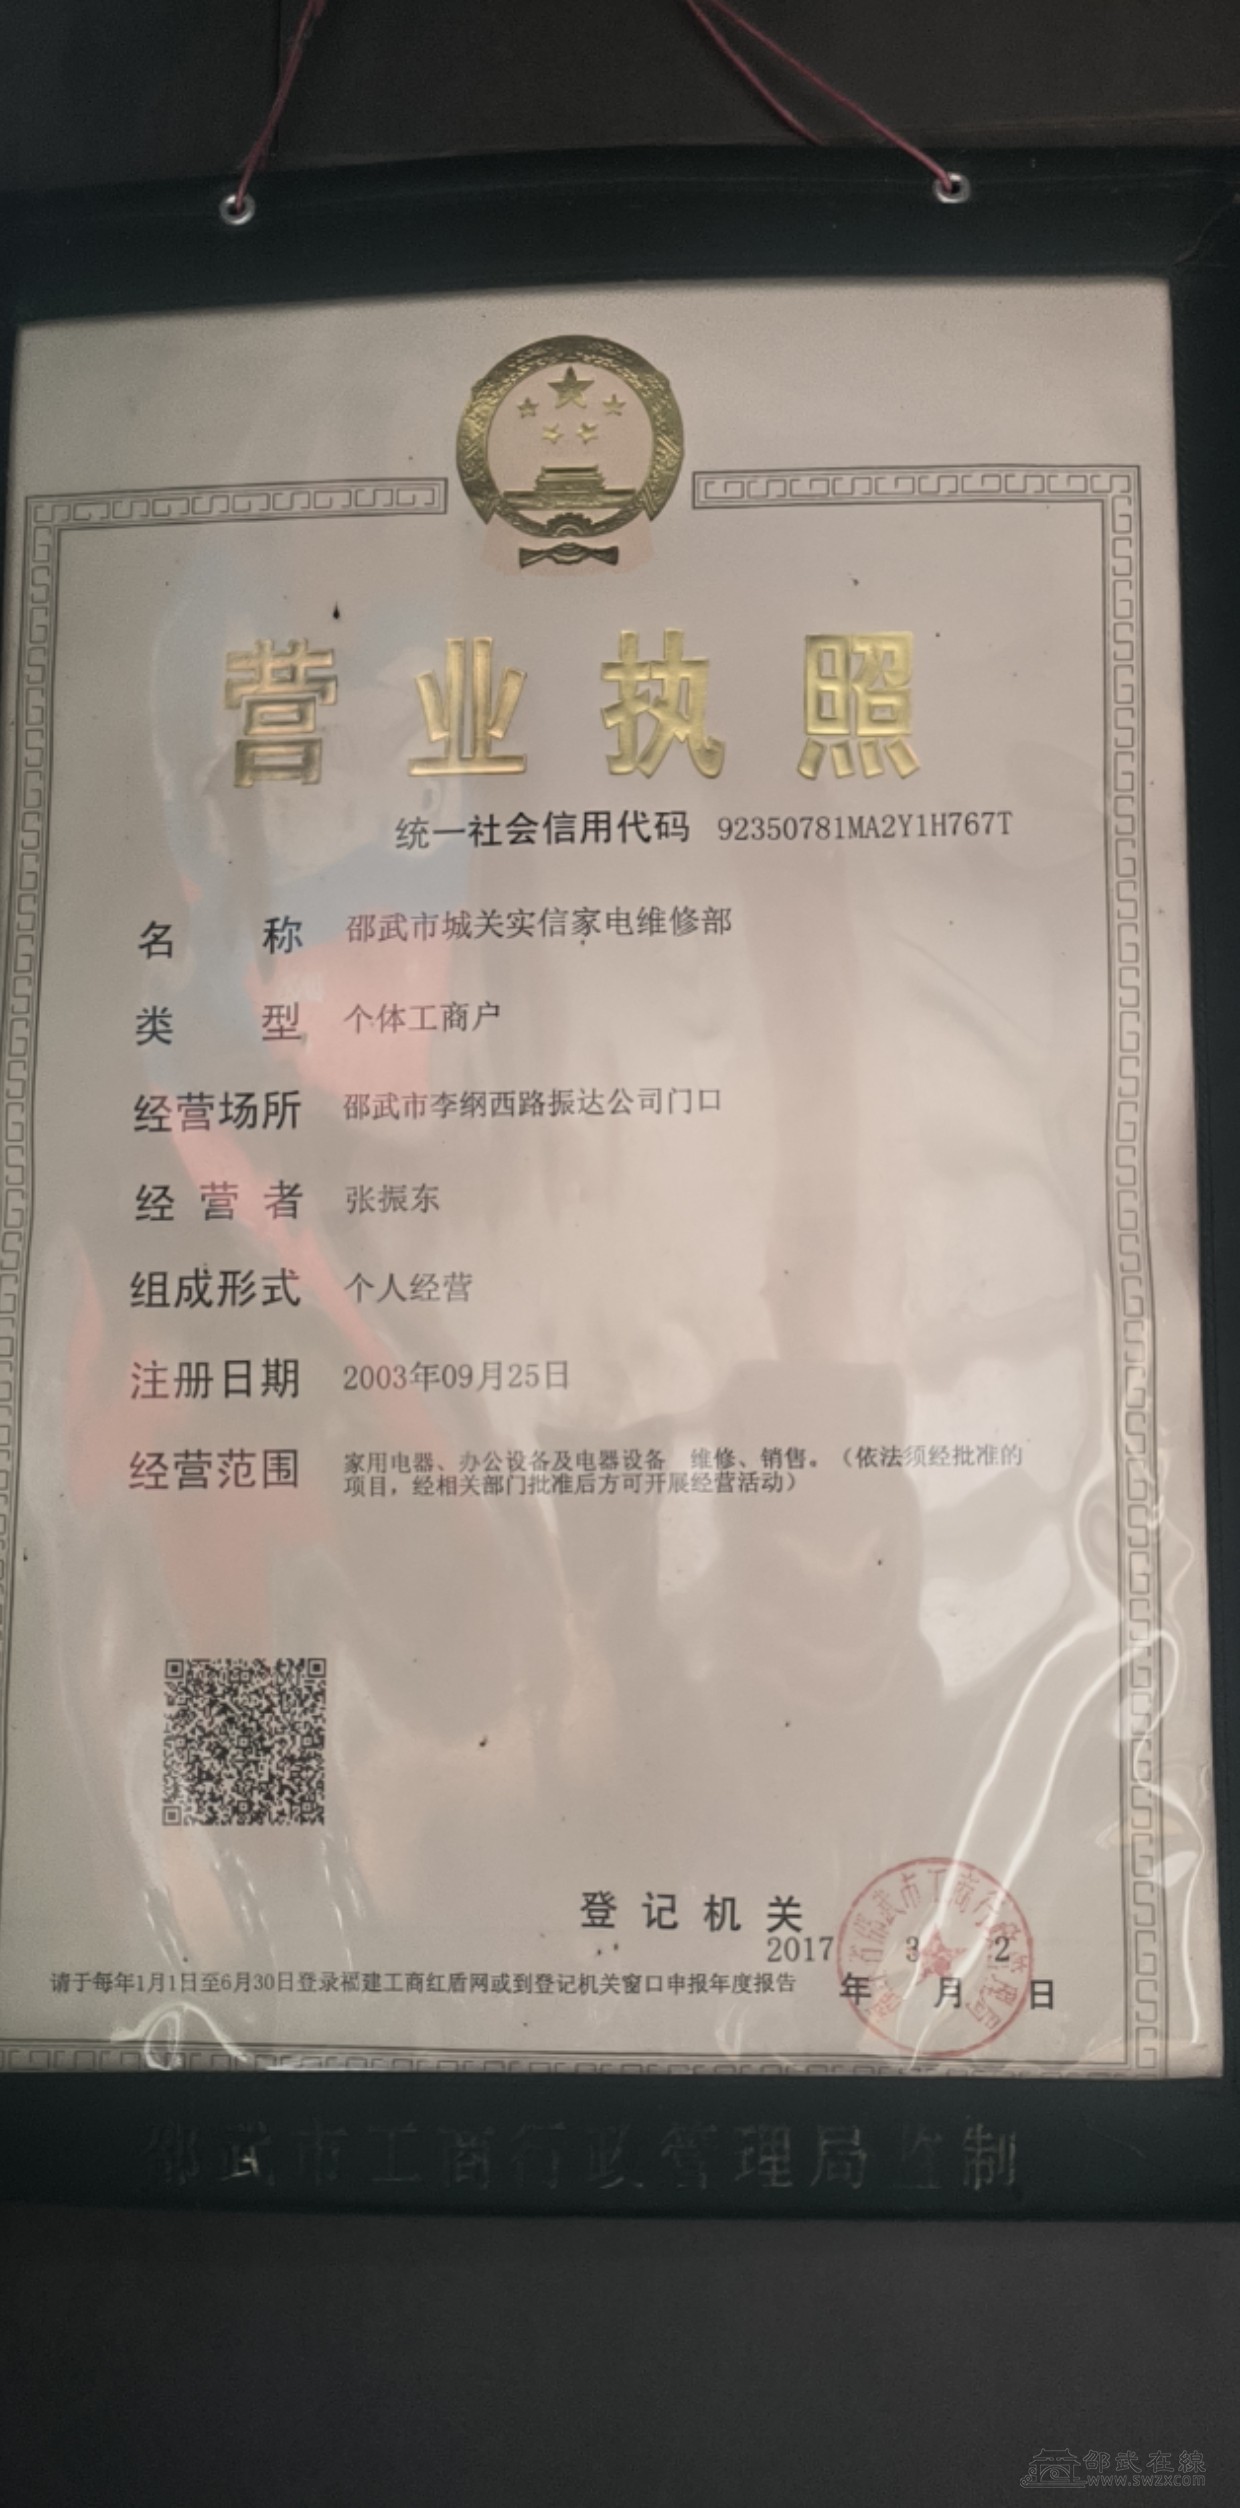 营业执照
统一社会信用代码 92350781MA2Y1H767T
名称 邵武市城关实信家电维修部
类型 个体工商户
经营场所 邵武市李纲西路振达公司门口
经营者 张振东
组成形式 个人经营
注册日期 2003年09月25日
经营范围 家用电器、办公设备及电器设备 维修、销售。（依法须经批准的
项目，经相关部门批准后方可开展经营活动）
登记机关
2017年3月2日
请于每年1月1日至6月30日登录福建工商红盾网或到登记机关窗口申报年度报告
邵武市工商行政管理局监制
邵武在線
www.swzx.com